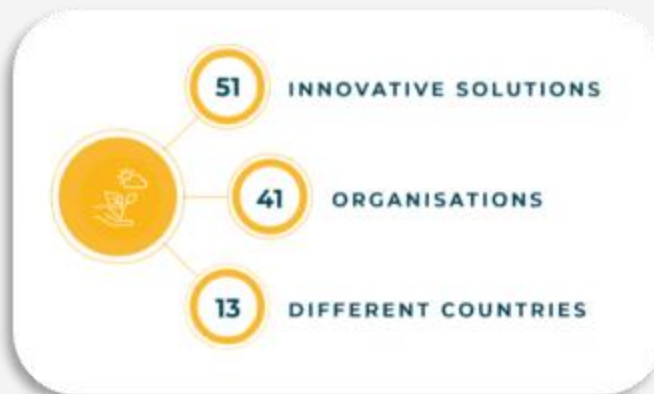 51 INNOVATIVE SOLUTIONS
41 ORGANISATIONS
13 DIFFERENT COUNTRIES